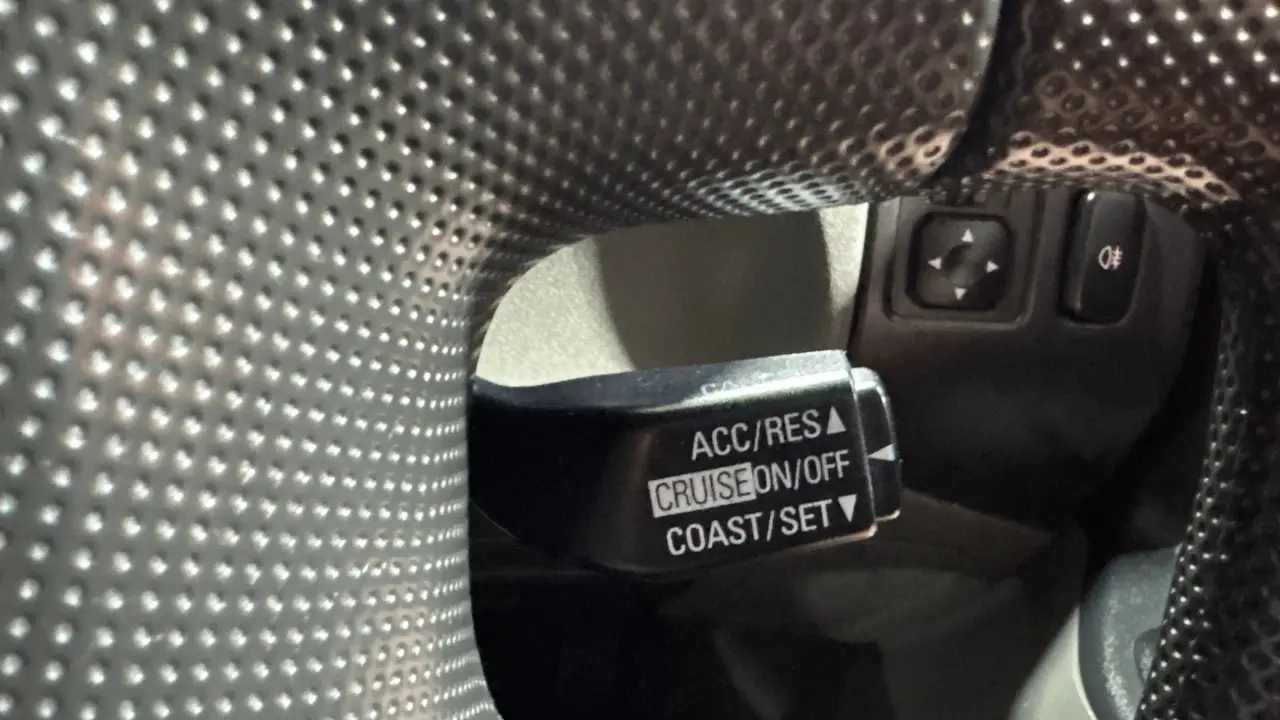 ACC/RES▲
CRUISE ON/OFF
COAST/SET▼